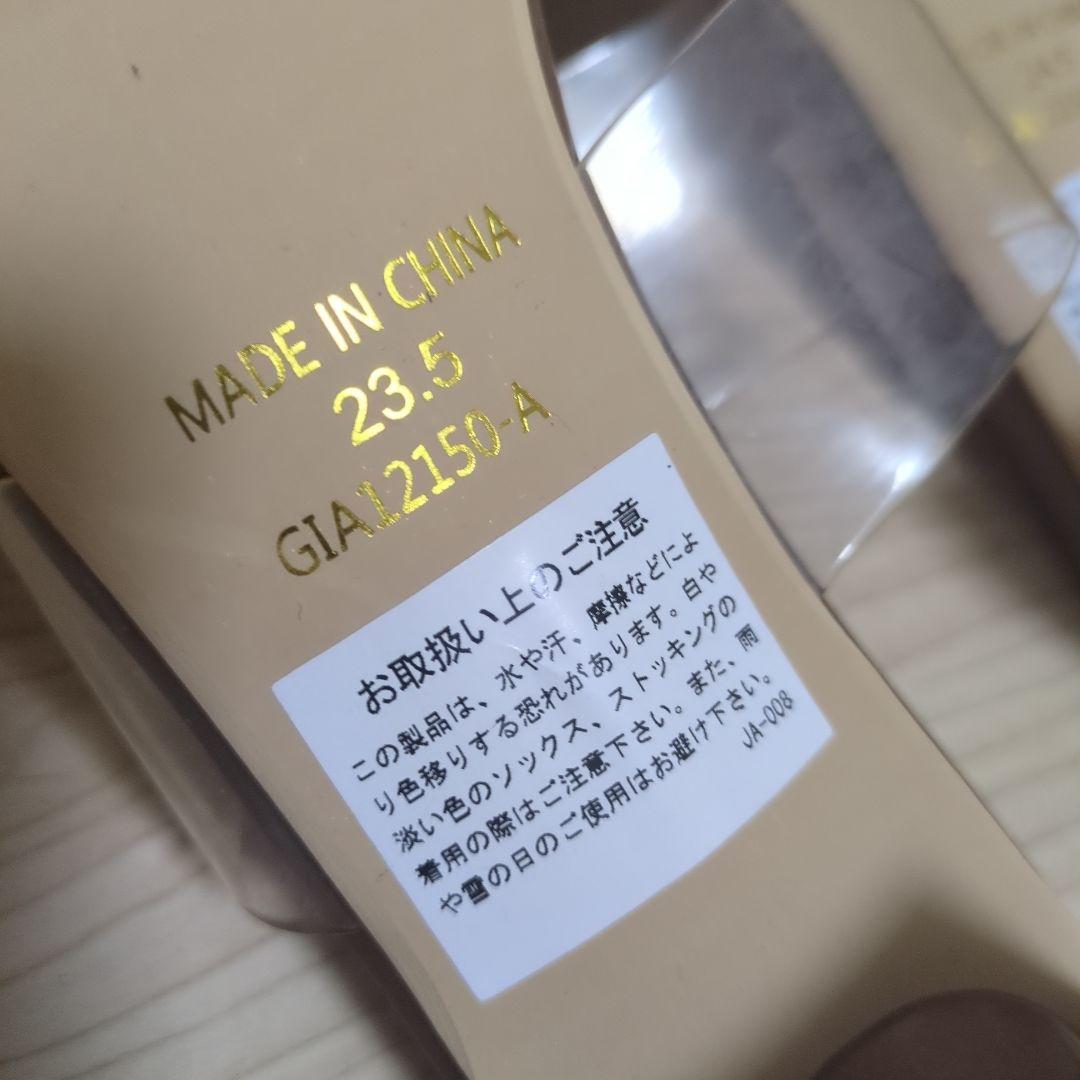 MADE IN CHINA
23.5
GIA12150-A
お取扱い上のご注意
この製品は、水や汗、摩擦などによ
り色移りする恐れがあります。白や
淡い色のソックス、ストッキングの
着用の際はご注意下さい。また、雨
や雪の日のご使用はお避け下さい。
JA-008